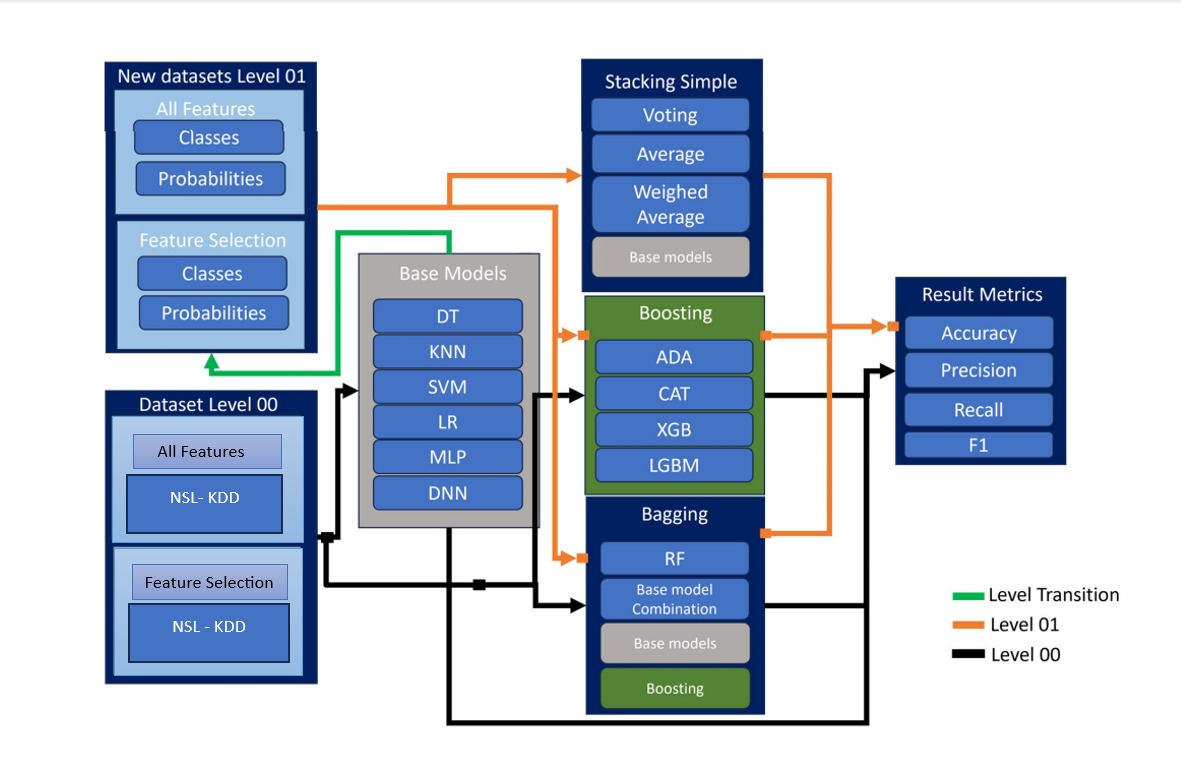 New datasets Level 01
All Features
Classes
Probabilities
Feature Selection
Classes
Probabilities
Dataset Level 00
All Features
NSL- KDD
Feature Selection
NSL - KDD
Base Models
DT
KNN
SVM
LR
MLP
DNN
Stacking Simple
Voting
Average
Weighed
Average
Base models
Boosting
ADA
CAT
XGB
LGBM
Bagging
RF
Base model
Combination
Base models
Boosting
Result Metrics
Accuracy
Precision
Recall
F1
Level Transition
Level 01
Level 00